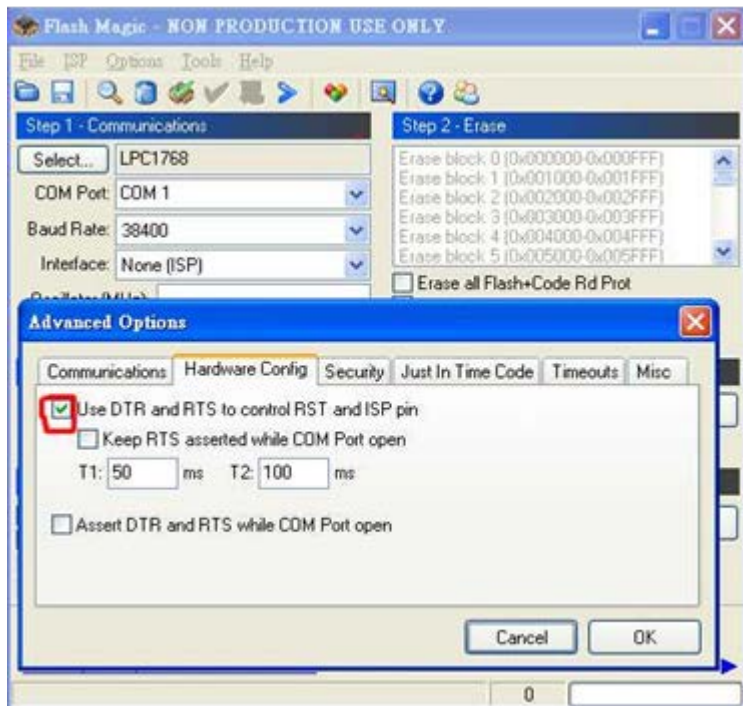 Flash Magic - NON PRODUCTION USE ONLY
File ISP Options Tools Help
Step 1 - Communications
Select... LPC1768
COM Port: COM 1
Baud Rate: 38400
Interface: None (ISP)
Step 2 - Erase
Erase block 0 (0x000000-0x000FFF)
Erase block 1 (0x001000-0x001FFF)
Erase block 2 (0x002000-0x002FFF)
Erase block 3 (0x003000-0x003FFF)
Erase block 4 (0x004000-0x004FFF)
Erase block 5 (0x005000-0x005FFF)
Erase all Flash+Code Rd Prot
Advanced Options
Communications Hardware Config Security Just In Time Code Timeouts Misc
Use DTR and RTS to control RST and ISP pin
Keep RTS asserted while COM Port open
T1: 50 ms T2: 100 ms
Assert DTR and RTS while COM Port open
Cancel OK
0